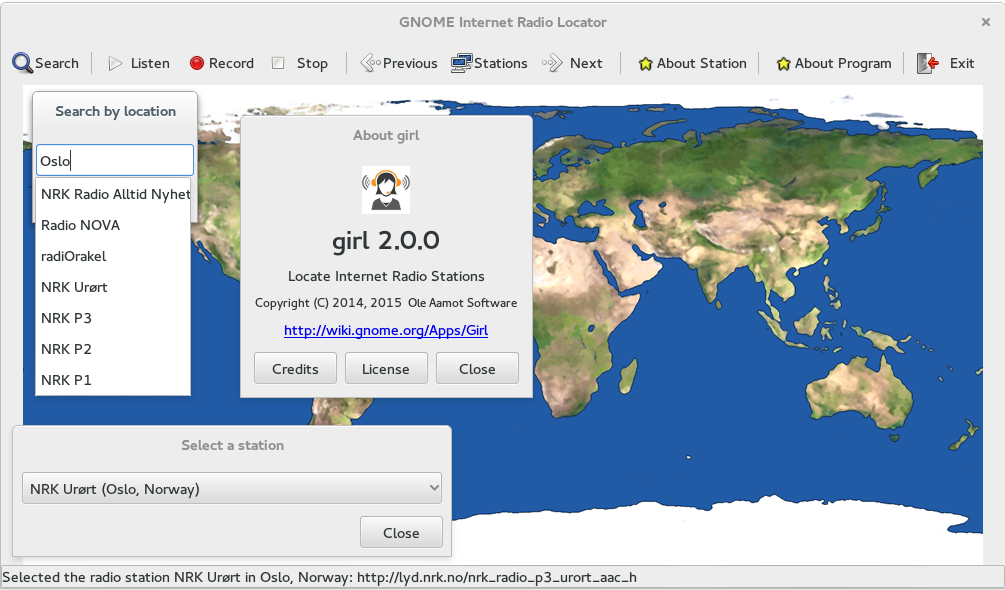 GNOME Internet Radio Locator
Search Listen Record Stop Previous Stations Next About Station About Program Exit
Search by location
Oslo
NRK Radio Alltid Nyhet
Radio NOVA
radiOrakel
NRK Urørt
NRK P3
NRK P2
NRK P1
About girl
girl 2.0.0
Locate Internet Radio Stations
Copyright (C) 2014, 2015 Ole Aamot Software
http://wiki.gnome.org/Apps/Girl
Credits License Close
Select a station
NRK Urørt (Oslo, Norway)
Close
Selected the radio station NRK Urørt in Oslo, Norway: http://lyd.nrk.no/nrk_radio_p3_urort_aac_h